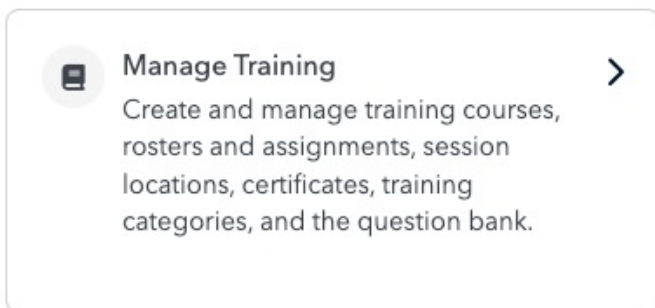 Manage Training
Create and manage training courses,
rosters and assignments, session
locations, certificates, training
categories, and the question bank.